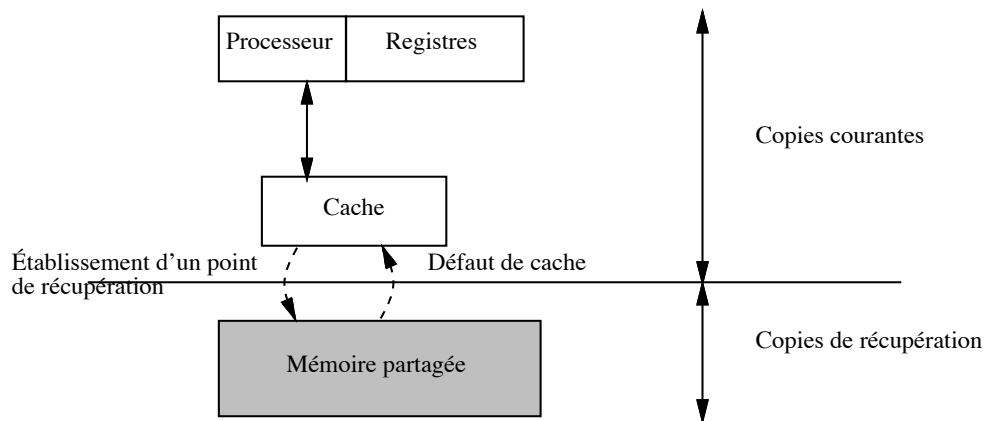 Processeur
Registres
Copies courantes
Cache
Établissement d'un point
de récupération
Défaut de cache
Copies de récupération
Mémoire partagée